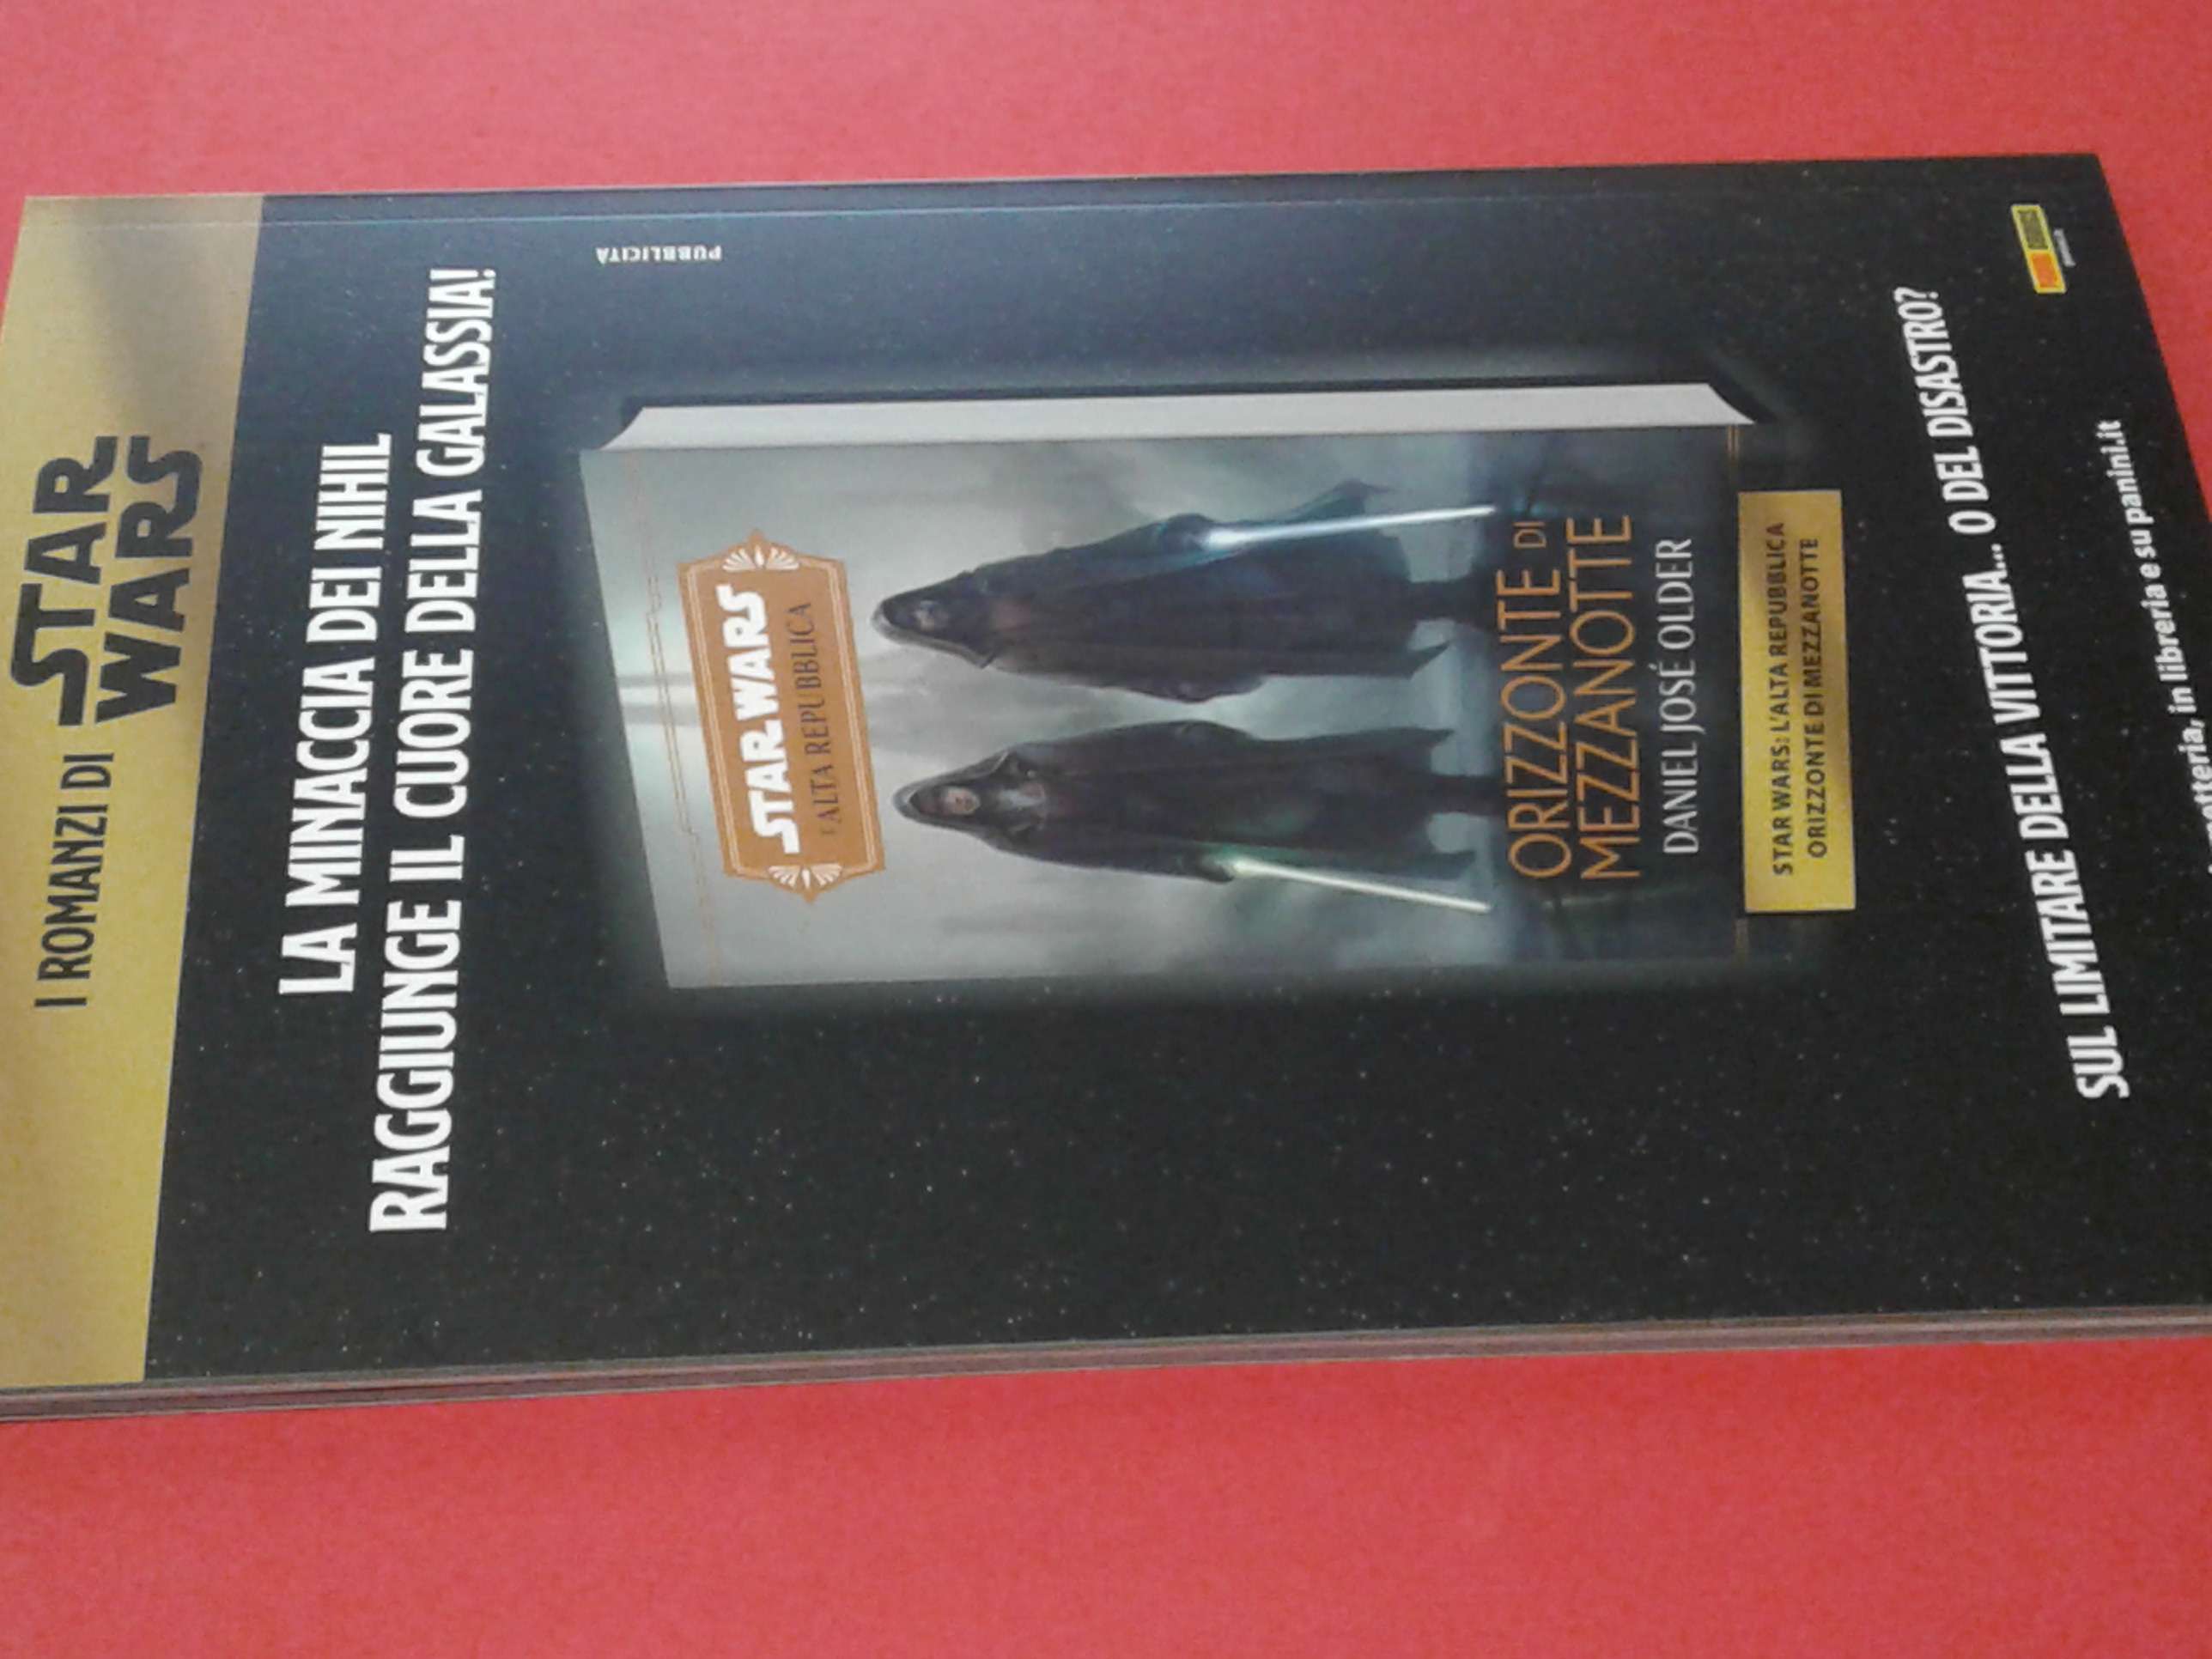 I ROMANZI DI STAR WARS
LA MINACCIA DEI NIHIL
RAGGIUNGE IL CUORE DELLA GALASSIA!
PUBBLICITÀ
STAR WARS
L'ALTA REPUBBLICA
ORIZZONTE DI
MEZZANOTTE
DANIEL JOSÉ OLDER
STAR WARS: L'ALTA REPUBBLICA
ORIZZONTE DI MEZZANOTTE
SUL LIMITARE DELLA VITTORIA... O DEL DISASTRO?
in libreria e su panini.it